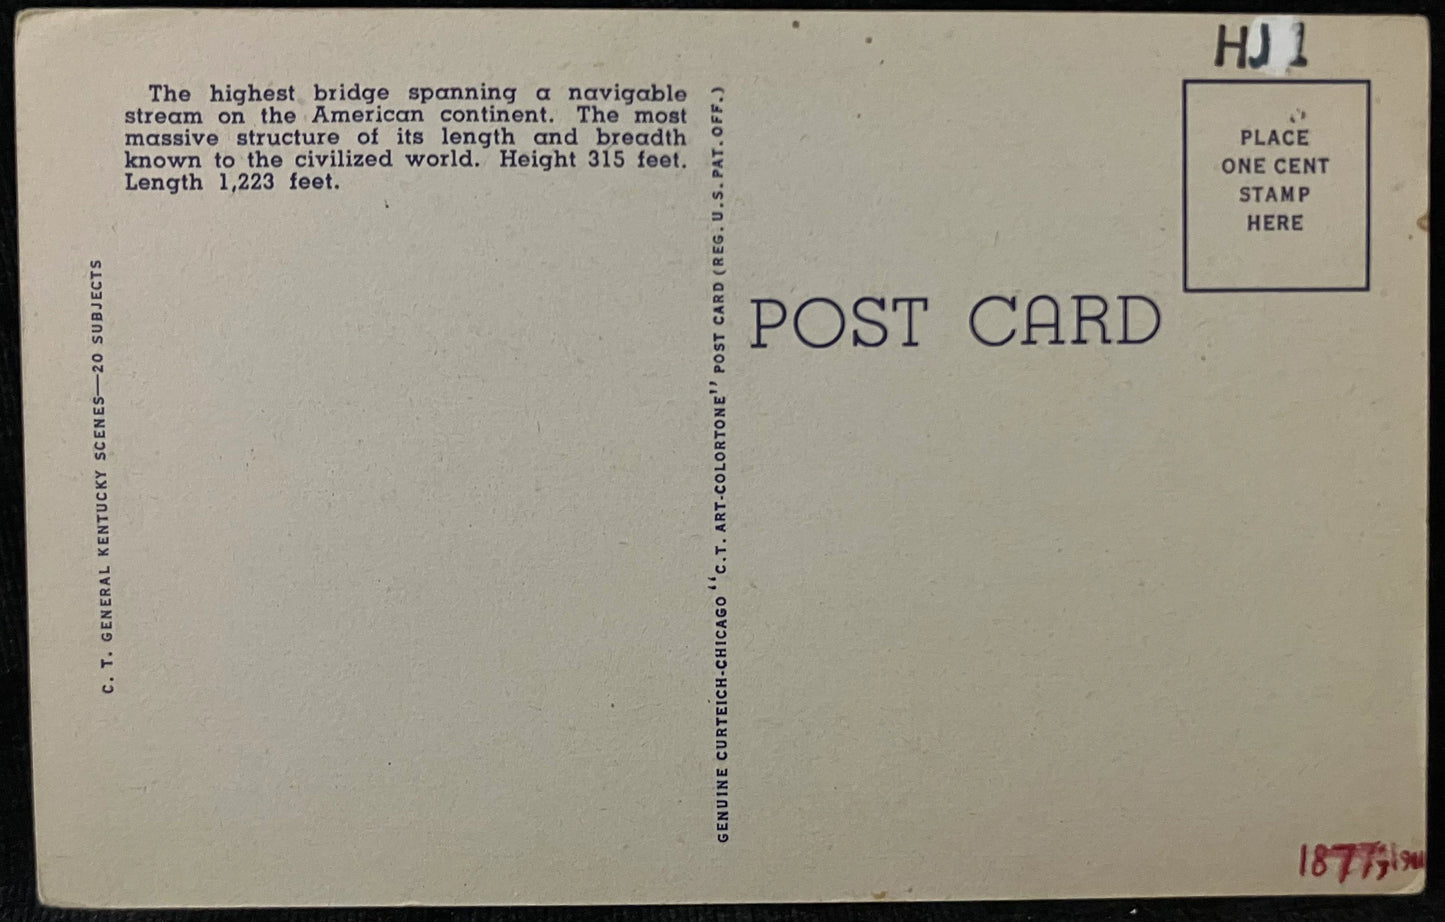 The highest bridge spanning a navigable
stream on the American continent. The most
massive structure of its length and breadth
known to the civilized world. Height 315 feet.
Length 1,223 feet.
C. T. GENERAL KENTUCKY SCENES—20 SUBJECTS
GENUINE CURTEICH-CHICAGO "C.T. ART-COLORTONE" POST CARD (REG. U.S. PAT. OFF.)
POST CARD
HJ 1
PLACE
ONE CENT
STAMP
HERE
1877